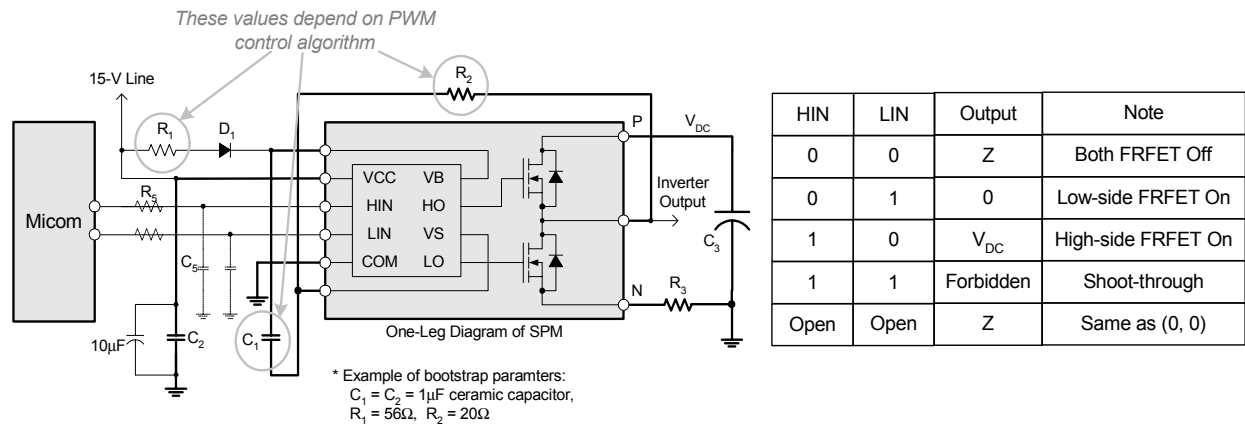 These values depend on PWM
control algorithm
15-V Line
R1
D1
R2
Micom
R5
C5
10µF
C2
C1
VCC VB
HIN HO
LIN VS
COM LO
P
VDC
Inverter
Output
C3
N
R3
One-Leg Diagram of SPM
* Example of bootstrap paramters:
C1 = C2 = 1µF ceramic capacitor,
R1 = 56Ω, R2 = 20Ω
HIN LIN Output Note
0 0 Z Both FRFET Off
0 1 0 Low-side FRFET On
1 0 VDC High-side FRFET On
1 1 Forbidden Shoot-through
Open Open Z Same as (0, 0)